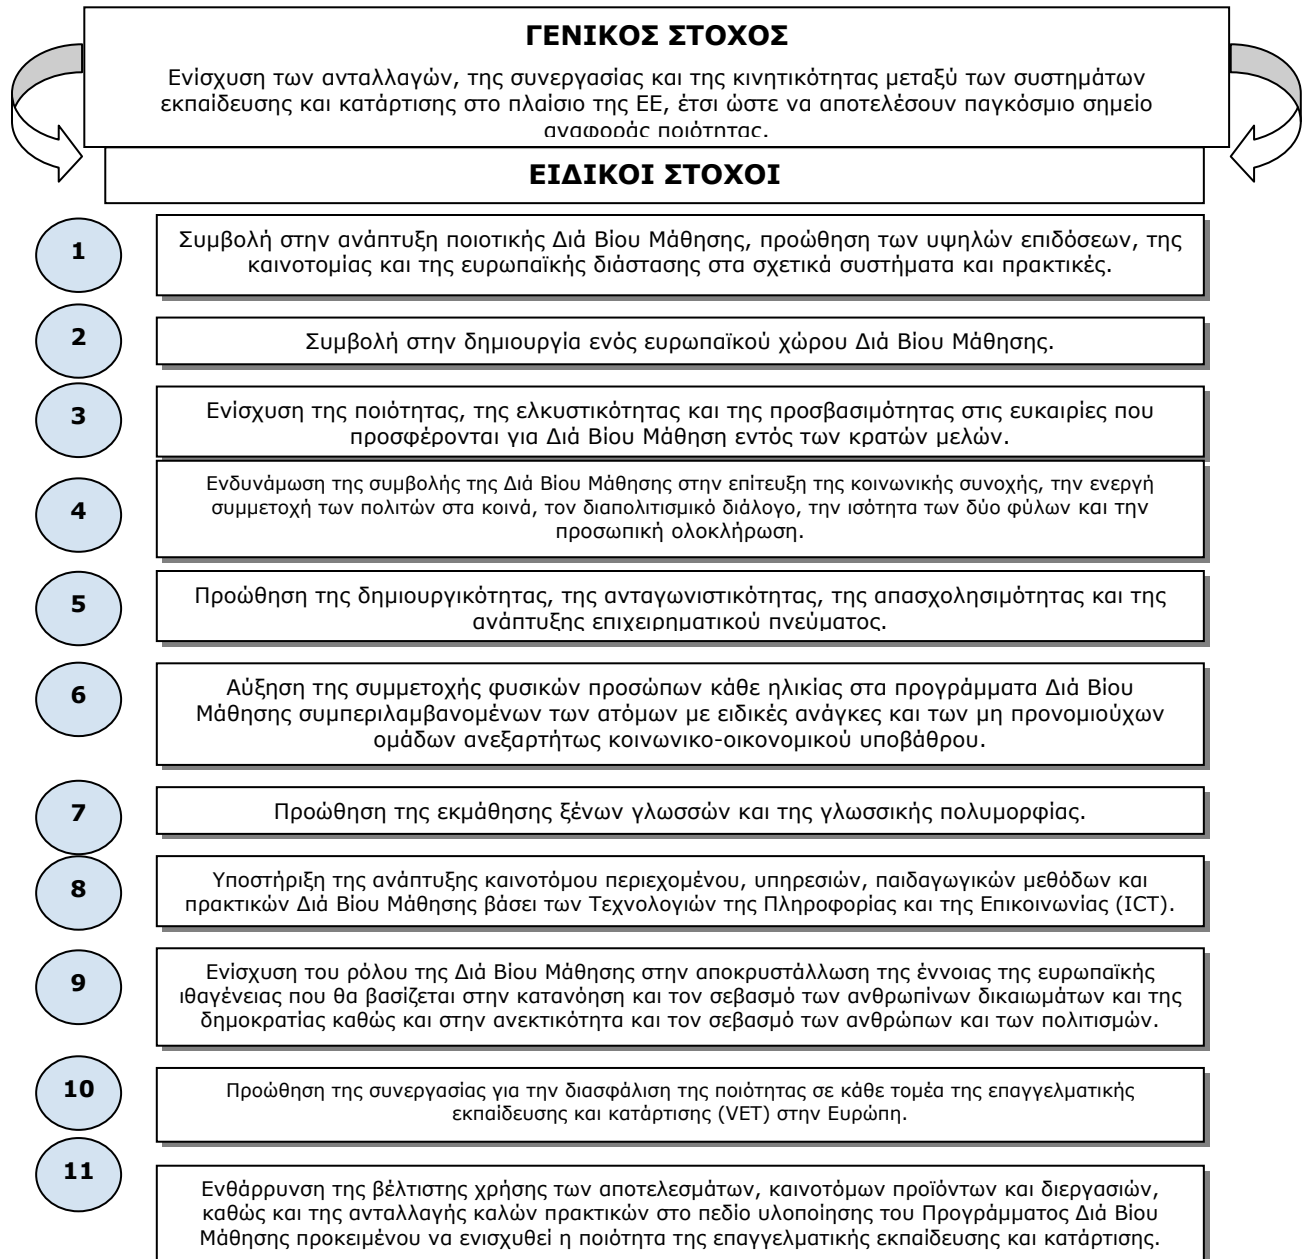 ΓΕΝΙΚΟΣ ΣΤΟΧΟΣ
Ενίσχυση των ανταλλαγών, της συνεργασίας και της κινητικότητας μεταξύ των συστημάτων
εκπαίδευσης και κατάρτισης στο πλαίσιο της ΕΕ, έτσι ώστε να αποτελέσουν παγκόσμιο σημείο
αναφοράς ποιότητας.
ΕΙΔΙΚΟΙ ΣΤΟΧΟΙ
1
Συμβολή στην ανάπτυξη ποιοτικής Διά Βίου Μάθησης, προώθηση των υψηλών επιδόσεων, της
καινοτομίας και της ευρωπαϊκής διάστασης στα σχετικά συστήματα και πρακτικές.
2
Συμβολή στην δημιουργία ενός ευρωπαϊκού χώρου Διά Βίου Μάθησης.
3
Ενίσχυση της ποιότητας, της ελκυστικότητας και της προσβασιμότητας στις ευκαιρίες που
προσφέρονται για Διά Βίου Μάθηση εντός των κρατών μελών.
4
Ενδυνάμωση της συμβολής της Διά Βίου Μάθησης στην επίτευξη της κοινωνικής συνοχής, την ενεργή
συμμετοχή των πολιτών στα κοινά, τον διαπολιτισμικό διάλογο, την ισότητα των δύο φύλων και την
προσωπική ολοκλήρωση.
5
Προώθηση της δημιουργικότητας, της ανταγωνιστικότητας, της απασχολησιμότητας και της
ανάπτυξης επιχειρηματικού πνεύματος.
6
Αύξηση της συμμετοχής φυσικών προσώπων κάθε ηλικίας στα προγράμματα Διά Βίου
Μάθησης συμπεριλαμβανομένων των ατόμων με ειδικές ανάγκες και των μη προνομιούχων
ομάδων ανεξαρτήτως κοινωνικο-οικονομικού υποβάθρου.
7
Προώθηση της εκμάθησης ξένων γλωσσών και της γλωσσικής πολυμορφίας.
8
Υποστήριξη της ανάπτυξης καινοτόμου περιεχομένου, υπηρεσιών, παιδαγωγικών μεθόδων και
πρακτικών Διά Βίου Μάθησης βάσει των Τεχνολογιών της Πληροφορίας και της Επικοινωνίας (ICT).
9
Ενίσχυση του ρόλου της Διά Βίου Μάθησης στην αποκρυστάλλωση της έννοιας της ευρωπαϊκής
ιθαγένειας που θα βασίζεται στην κατανόηση και τον σεβασμό των ανθρωπίνων δικαιωμάτων και της
δημοκρατίας καθώς και στην ανεκτικότητα και τον σεβασμό των ανθρώπων και των πολιτισμών.
10
Προώθηση της συνεργασίας για την διασφάλιση της ποιότητας σε κάθε τομέα της επαγγελματικής
εκπαίδευσης και κατάρτισης (VET) στην Ευρώπη.
11
Ενθάρρυνση της βέλτιστης χρήσης των αποτελεσμάτων, καινοτόμων προϊόντων και διεργασιών,
καθώς και της ανταλλαγής καλών πρακτικών στο πεδίο υλοποίησης του Προγράμματος Διά Βίου
Μάθησης προκειμένου να ενισχυθεί η ποιότητα της επαγγελματικής εκπαίδευσης και κατάρτισης.